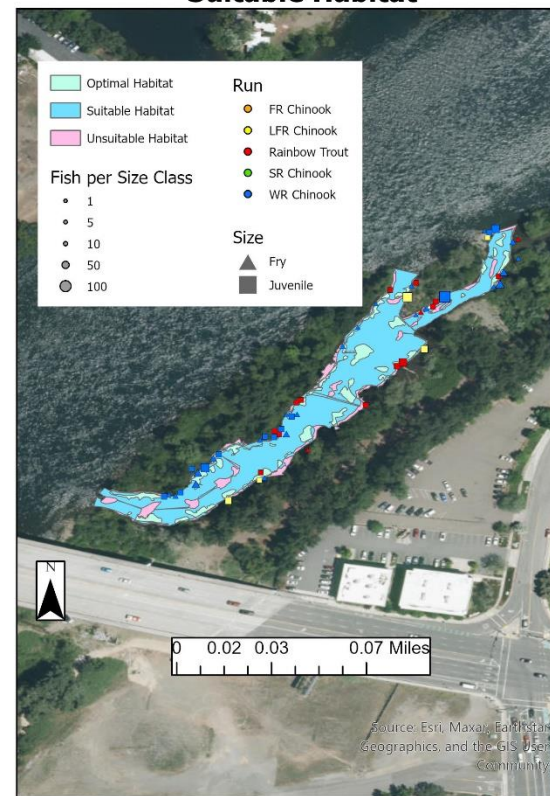 Suitable Habitat
Optimal Habitat
Suitable Habitat
Unsuitable Habitat
Fish per Size Class
1
5
10
50
100
Run
FR Chinook
LFR Chinook
Rainbow Trout
SR Chinook
WR Chinook
Size
Fry
Juvenile
N
0 0.02 0.03 0.07 Miles
Source: Esri, Maxar, Earthstar
Geographics, and the GIS User
Community